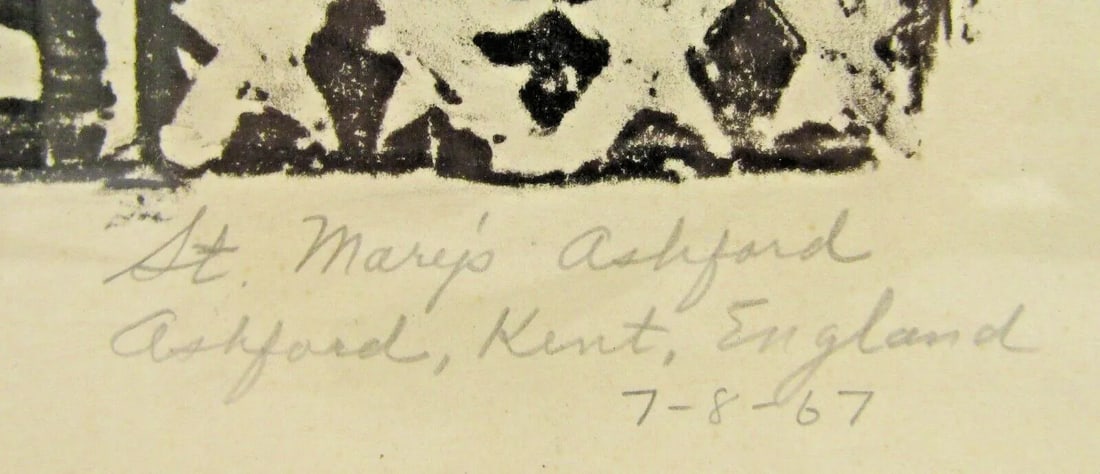 St. Mary's Ashford
Ashford, Kent, England
7-8-67